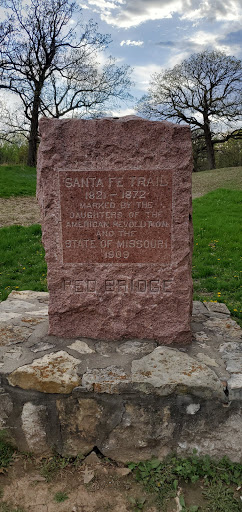 SANTA FE TRAIL
1821 - 1872
MARKED BY THE
DAUGHTERS OF THE
AMERICAN REVOLUTION
AND THE
STATE OF MISSOURI
1909
RED BRIDGE